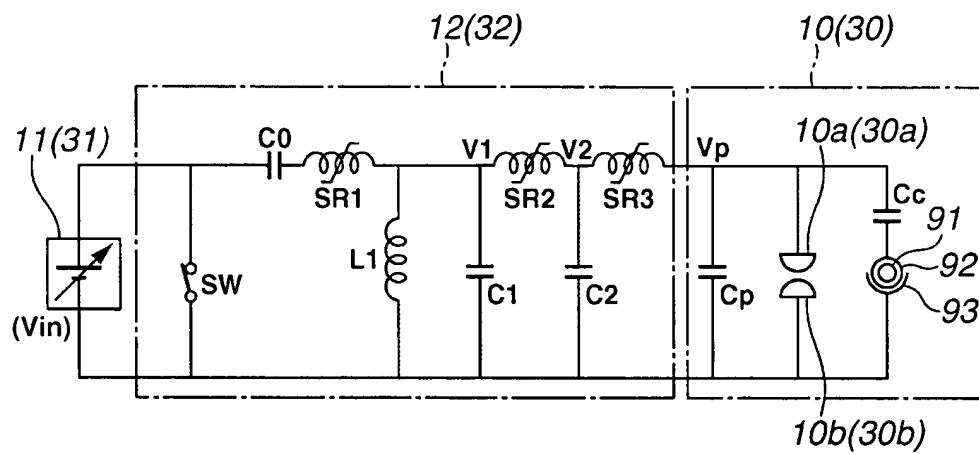 12(32)
10(30)
11(31)
10a(30a)
C0
V1
V2
Vp
Cc
SR1
SR2
SR3
91
92
93
L1
SW
C1
C2
Cp
(Vin)
10b(30b)